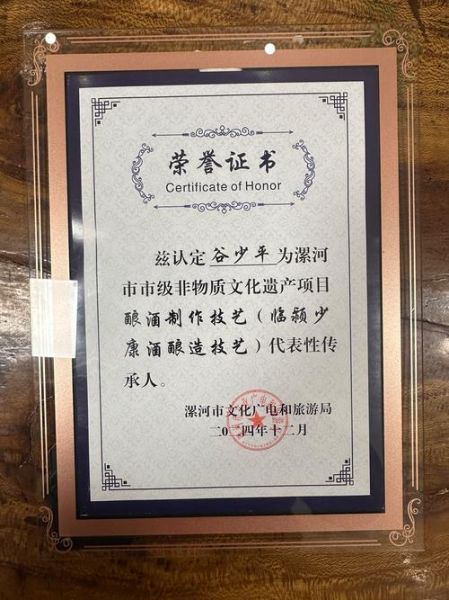 荣誉证书
Certificate of Honor
兹认定谷少平为漯河
市市级非物质文化遗产项目
酿酒制作技艺（临颍少
康酒酿造技艺）代表性传
承人。
漯河市文化广电和旅游局
二〇二四年十二月